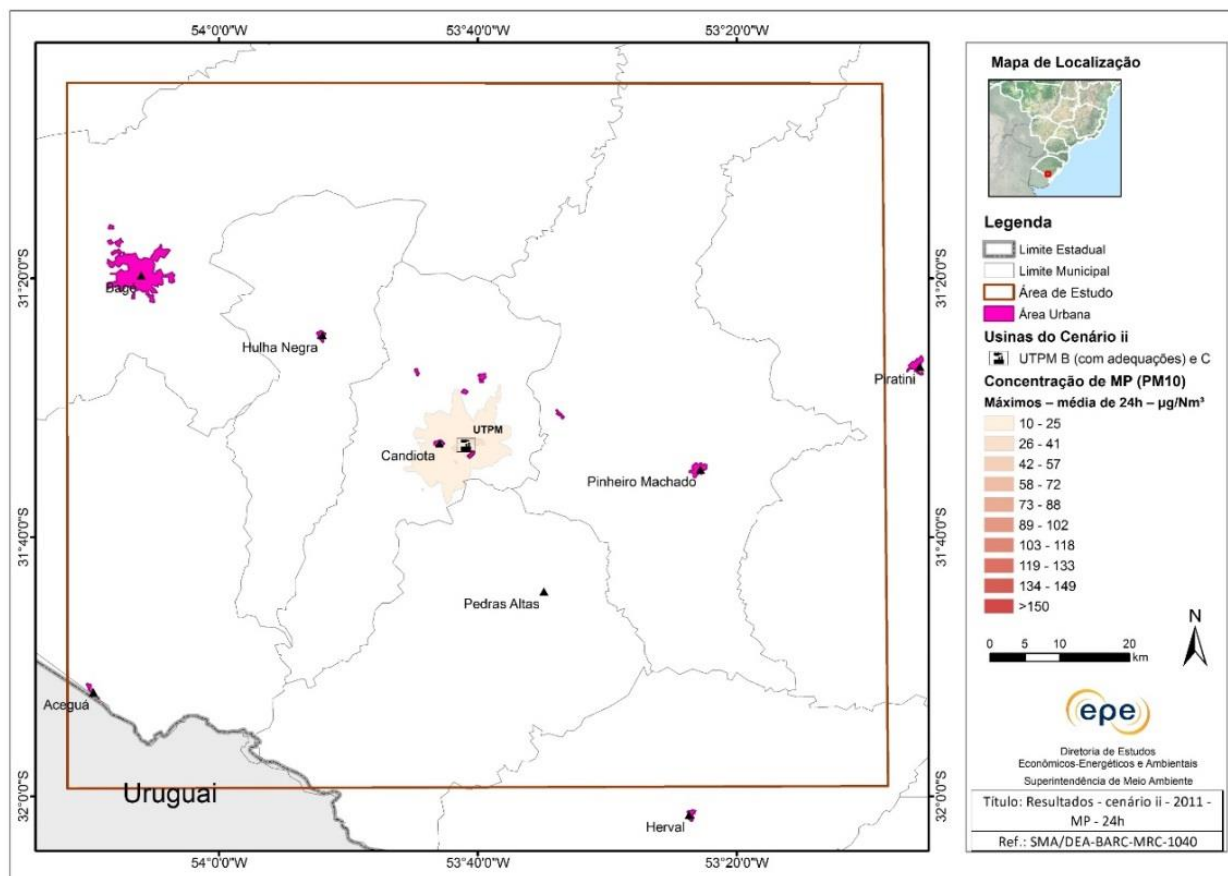 54°0'0"W
53°40'0"W
53°20'0"W
31°20'0"S
31°20'0"S
Bagé
Hulha Negra
Piratini
UTPM
Candiota
Pinheiro Machado
31°40'0"S
31°40'0"S
Pedras Altas
Aceguá
Uruguai
32°0'0"S
32°0'0"S
Herval
54°0'0"W
53°40'0"W
53°20'0"W
Mapa de Localização
Legenda
Limite Estadual
Limite Municipal
Área de Estudo
Área Urbana
Usinas do Cenário ii
UTPM B (com adequações) e C
Concentração de MP (PM10)
Máximos – média de 24h – µg/Nm³
10 - 25
26 - 41
42 - 57
58 - 72
73 - 88
89 - 102
103 - 118
119 - 133
134 - 149
>150
N
0 5 10 20
km
epe
Diretoria de Estudos
Econômicos-Energéticos e Ambientais
Superintendência de Meio Ambiente
Título: Resultados - cenário ii - 2011 -
MP - 24h
Ref.: SMA/DEA-BARC-MRC-1040